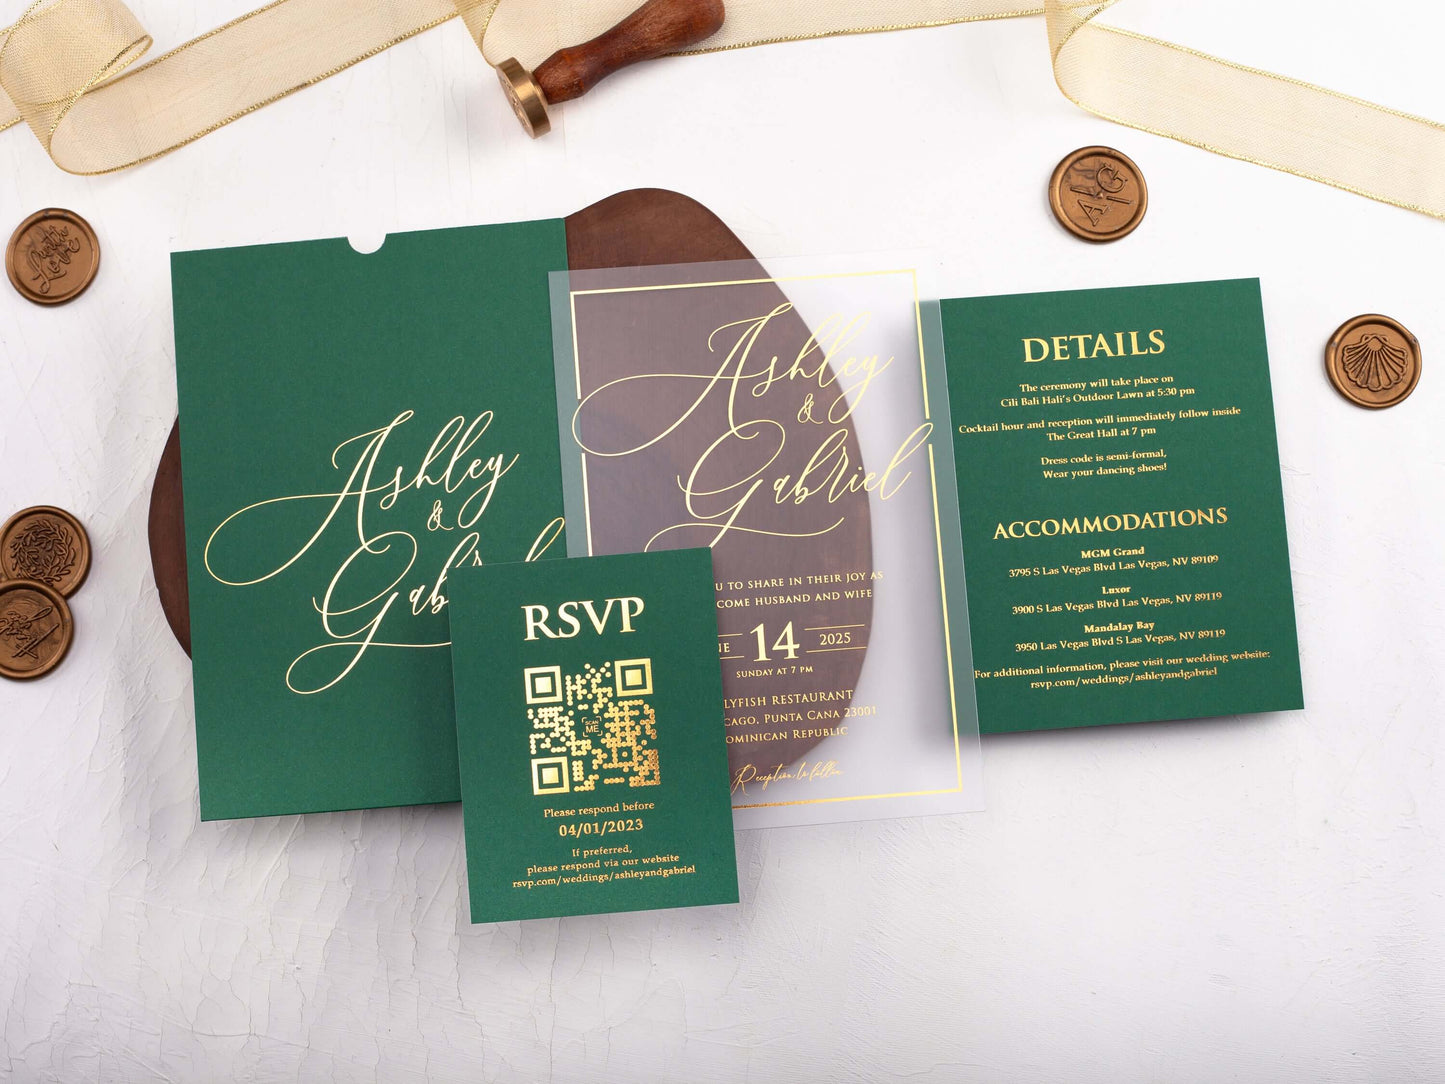 Ashley
&
Gabriel
RSVP
SCAN
ME
Please respond before
04/01/2023
If preferred,
please respond via our website
rsvp.com/weddings/ashleyandgabriel
Ashley
&
Gabriel
U TO SHARE IN THEIR JOY AS
COME HUSBAND AND WIFE
NE 14 2025
SUNDAY AT 7 PM
LYFISH RESTAURANT
CAGO, PUNTA CANA 23001
OMINICAN REPUBLIC
Reception to follow
DETAILS
The ceremony will take place on
Cili Bali Hali's Outdoor Lawn at 5:30 pm
Cocktail hour and reception will immediately follow inside
The Great Hall at 7 pm
Dress code is semi-formal,
Wear your dancing shoes!
ACCOMMODATIONS
MGM Grand
3795 S Las Vegas Blvd Las Vegas, NV 89109
Luxor
3900 S Las Vegas Blvd Las Vegas, NV 89119
Mandalay Bay
3950 Las Vegas Blvd S Las Vegas, NV 89119
For additional information, please visit our wedding website:
rsvp.com/weddings/ashleyandgabriel
A G